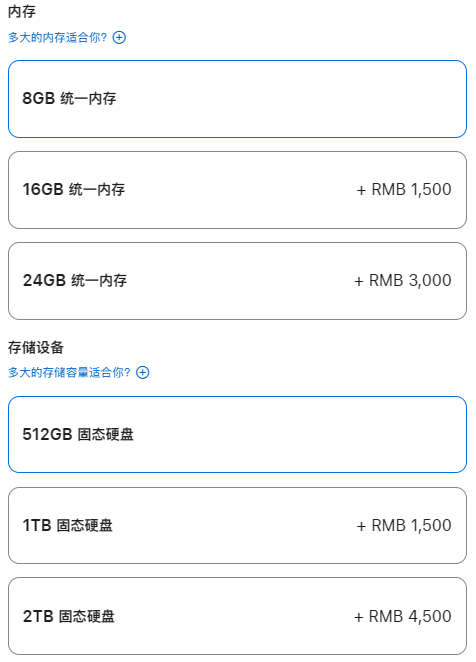 内存
多大的内存适合你?
8GB 统一内存
16GB 统一内存 + RMB 1,500
24GB 统一内存 + RMB 3,000
存储设备
多大的存储容量适合你?
512GB 固态硬盘
1TB 固态硬盘 + RMB 1,500
2TB 固态硬盘 + RMB 4,500